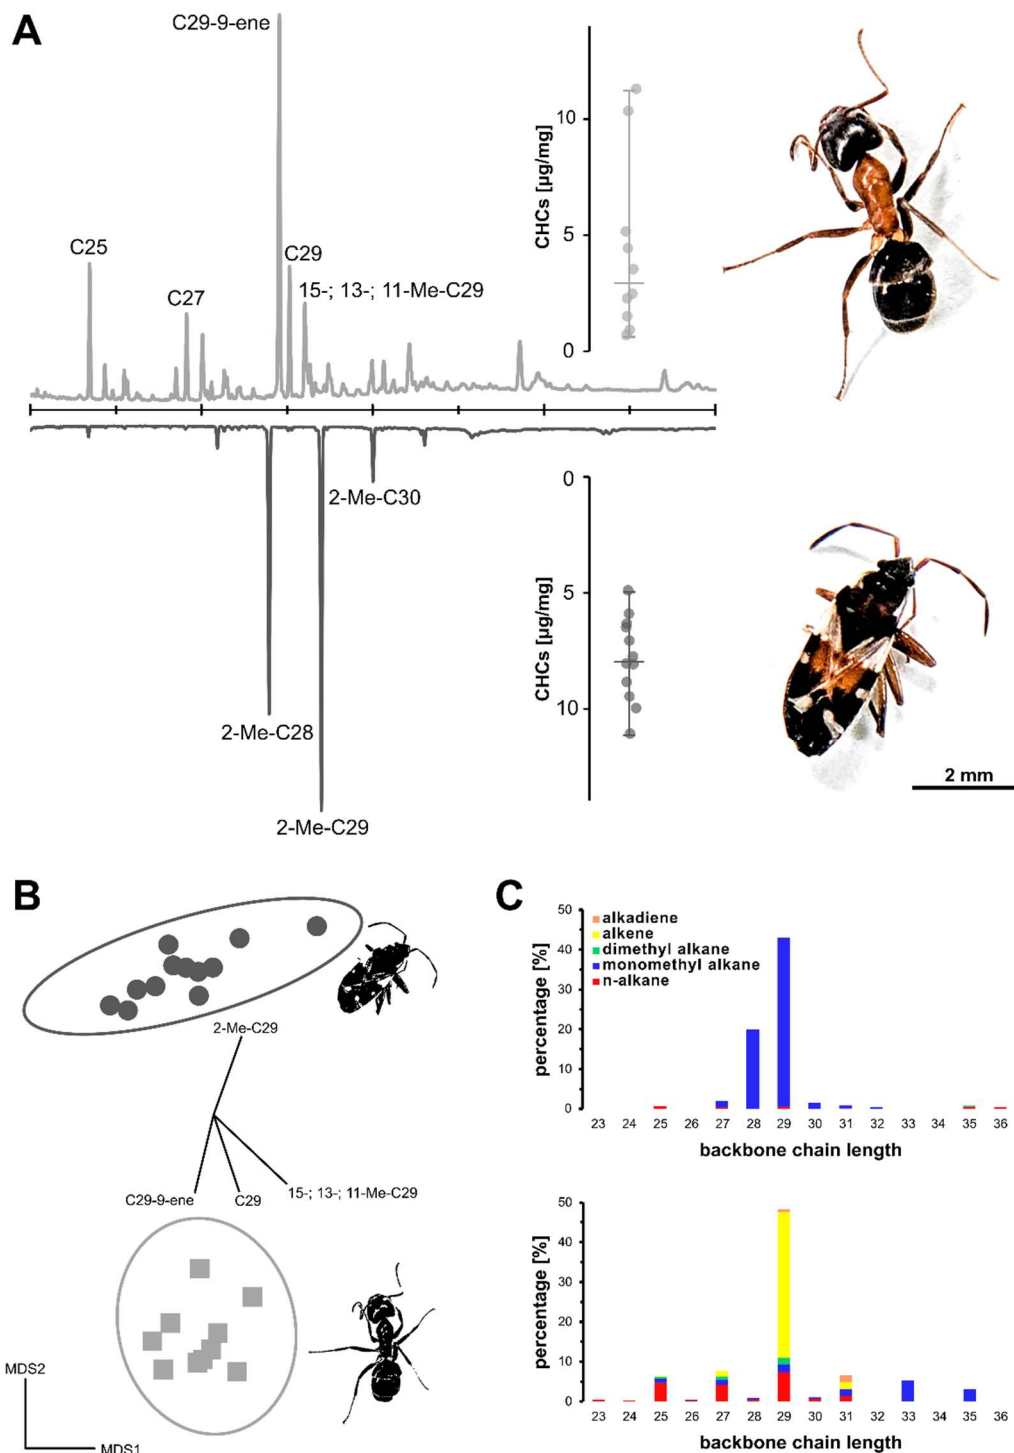 A
C29-9-ene
C25
C27
C29
15-; 13-; 11-Me-C29
CHCs [µg/mg]
10
5
0
2-Me-C30
2-Me-C28
2-Me-C29
CHCs [µg/mg]
0
5
10
2 mm
B
2-Me-C29
C29-9-ene
C29
15-; 13-; 11-Me-C29
MDS2
MDS1
C
percentage [%]
50
40
30
20
10
0
alkadiene
alkene
dimethyl alkane
monomethyl alkane
n-alkane
23 24 25 26 27 28 29 30 31 32 33 34 35 36
backbone chain length
percentage [%]
50
40
30
20
10
0
23 24 25 26 27 28 29 30 31 32 33 34 35 36
backbone chain length